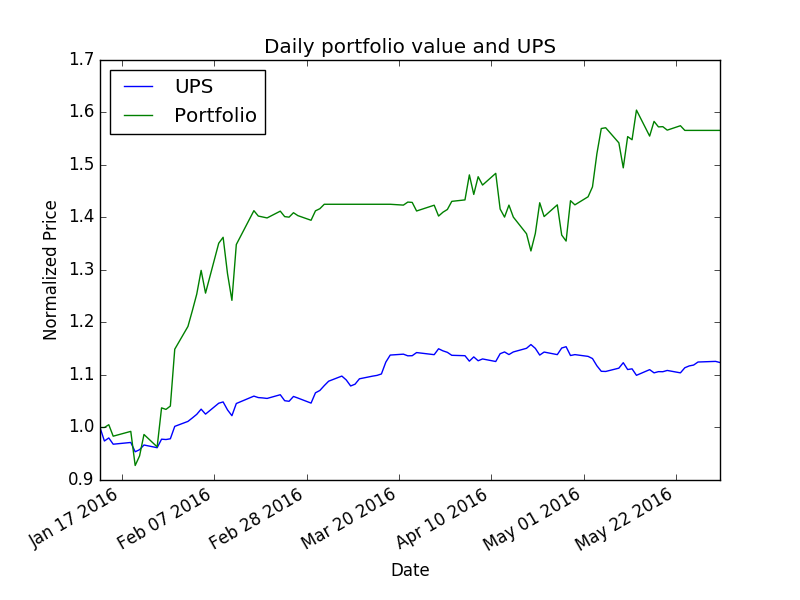 Daily portfolio value and UPS
UPS
Portfolio
Normalized Price
1.7
1.6
1.5
1.4
1.3
1.2
1.1
1.0
0.9
Jan 17 2016
Feb 07 2016
Feb 28 2016
Mar 20 2016
Apr 10 2016
May 01 2016
May 22 2016
Date